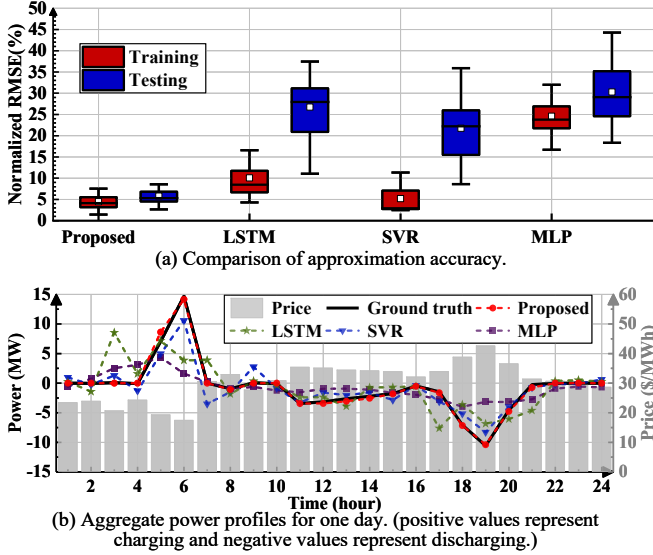 50
45
40
35
30
25
20
15
10
5
0
Normalized RMSE(%)
Training
Testing
Proposed LSTM SVR MLP
(a) Comparison of approximation accuracy.
15
10
5
0
-5
-10
-15
Power (MW)
Price Ground truth Proposed
LSTM SVR MLP
60
50
40
30
20
10
0
Price ($/MWh)
2 4 6 8 10 12 14 16 18 20 22 24
Time (hour)
(b) Aggregate power profiles for one day. (positive values represent
charging and negative values represent discharging.)